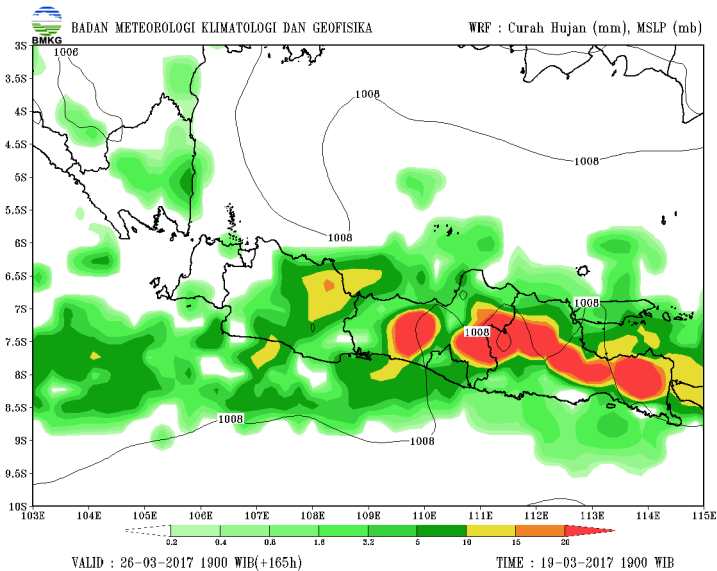 BMKG
BADAN METEOROLOGI KLIMATOLOGI DAN GEOFISIKA
WRF : Curah Hujan (mm), MSLP (mb)
3S
3.5S
4S
4.5S
5S
5.5S
6S
6.5S
7S
7.5S
8S
8.5S
9S
9.5S
10S
1006
1008
1008
1008
1008
1008
1008
1008
103E 104E 105E 106E 107E 108E 109E 110E 111E 112E 113E 114E 115E
0.2 0.4 0.8 1.6 3.2 5 10 15 20
VALID : 26-03-2017 1900 WIB(+165h)
TIME : 19-03-2017 1900 WIB